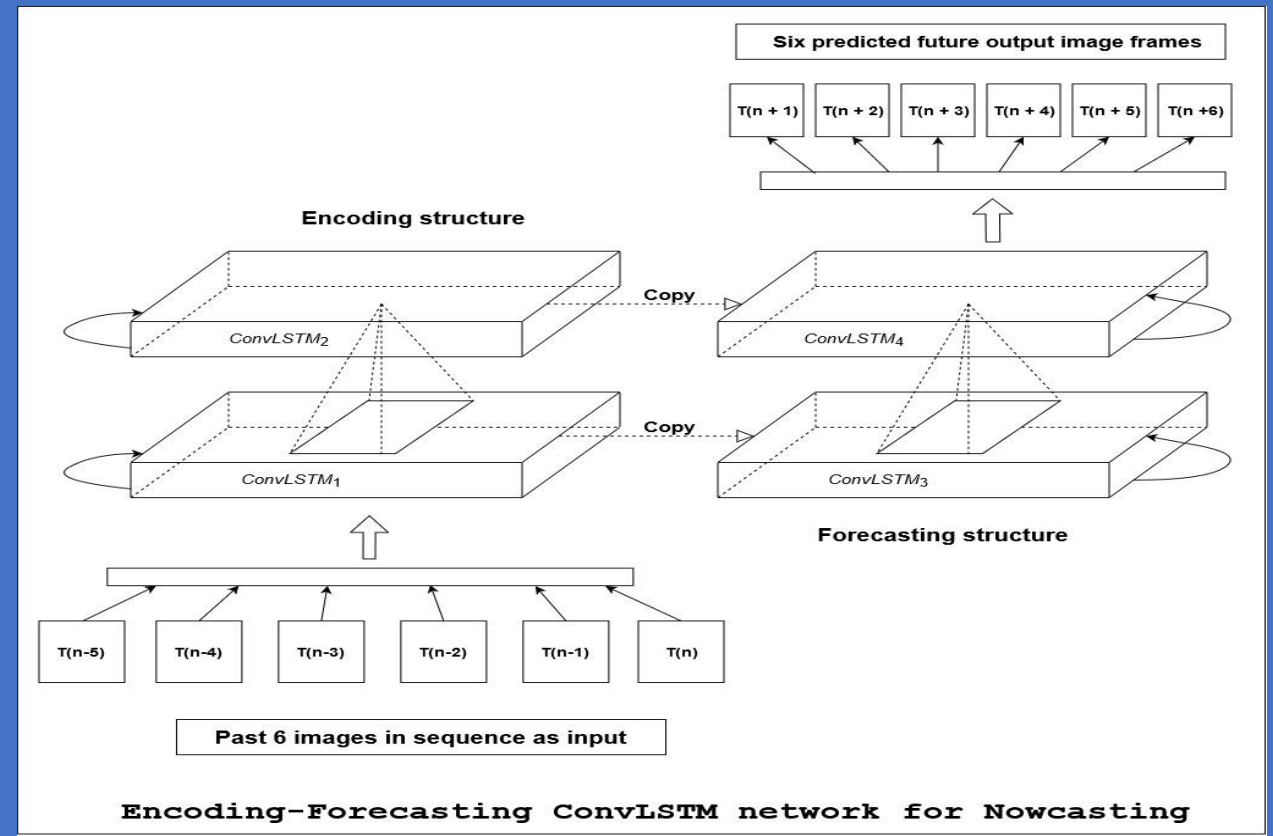 Six predicted future output image frames
T(n + 1) T(n + 2) T(n + 3) T(n + 4) T(n + 5) T(n +6)
Encoding structure
Copy
ConvLSTM2 ConvLSTM4
Copy
ConvLSTM1 ConvLSTM3
Forecasting structure
T(n-5) T(n-4) T(n-3) T(n-2) T(n-1) T(n)
Past 6 images in sequence as input
Encoding-Forecasting ConvLSTM network for Nowcasting